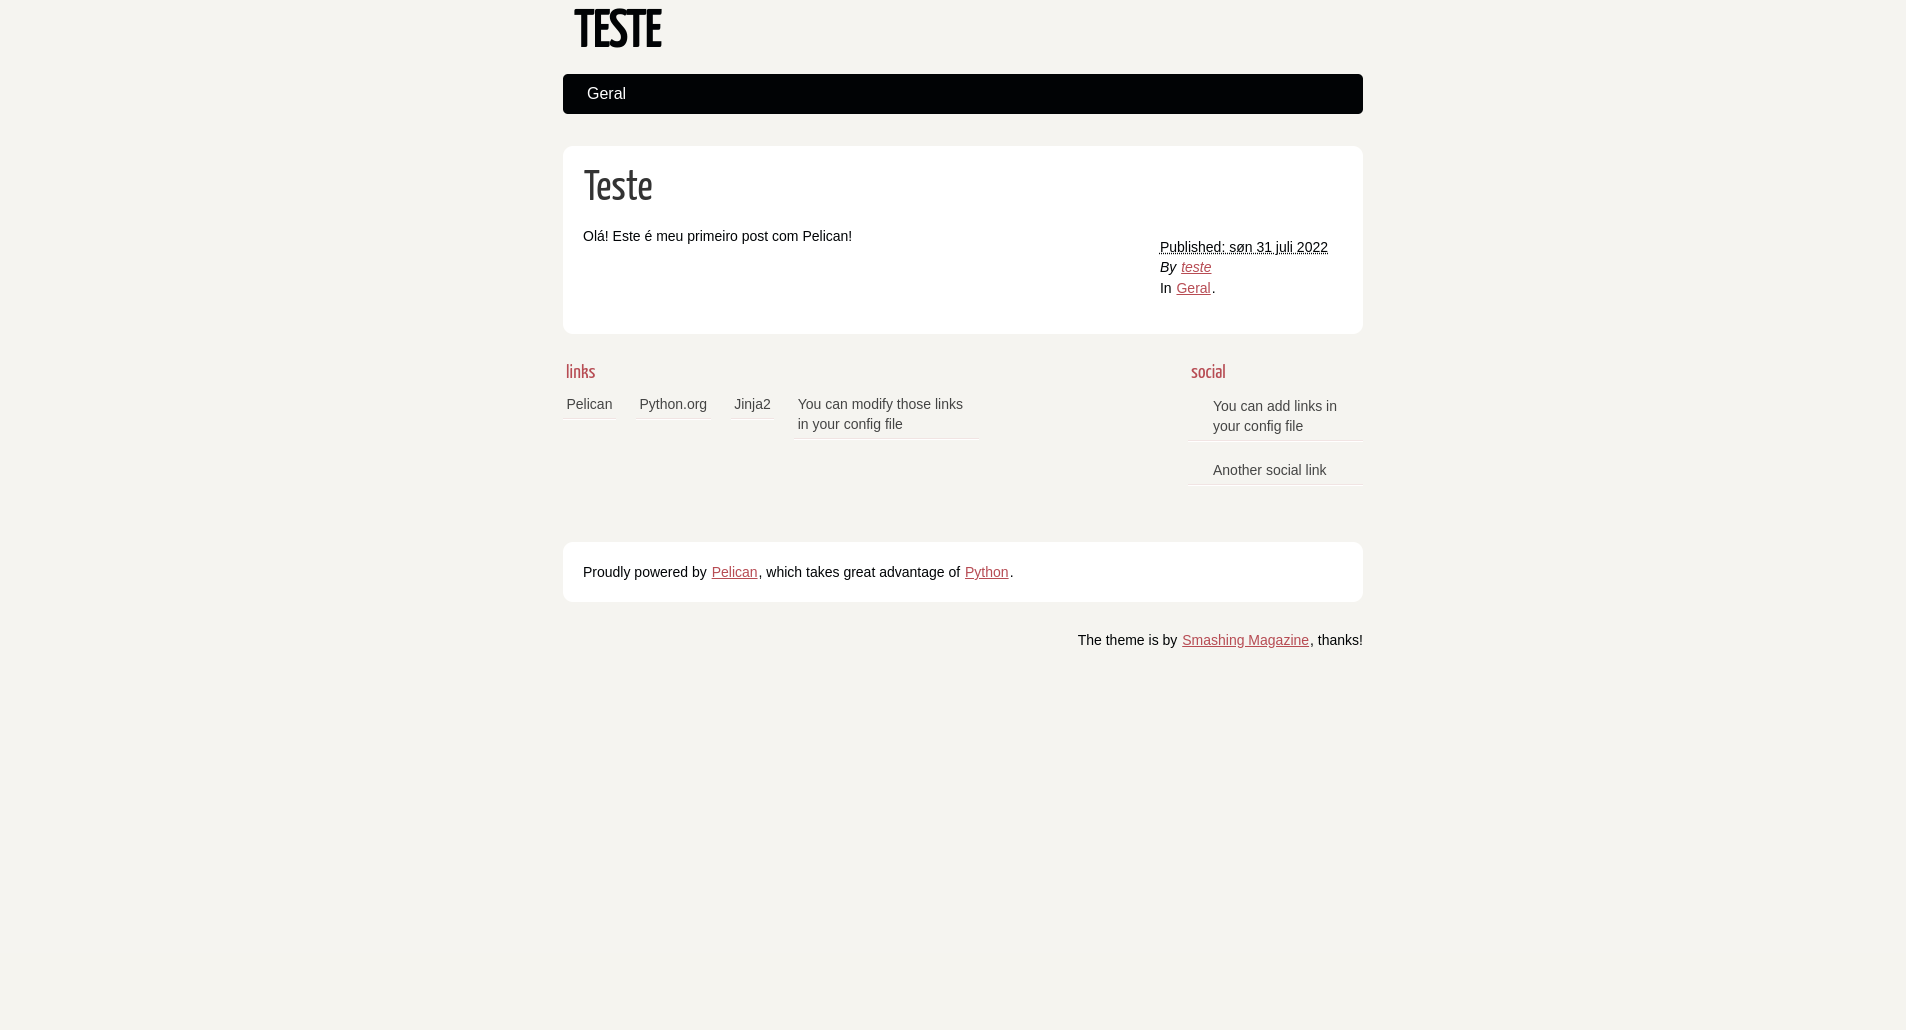 TESTE
Geral
Teste
Olá! Este é meu primeiro post com Pelican!
Published: søn 31 juli 2022
By teste
In Geral.
links
Pelican
Python.org
Jinja2
You can modify those links
in your config file
social
You can add links in
your config file
Another social link
Proudly powered by Pelican, which takes great advantage of Python.
The theme is by Smashing Magazine, thanks!